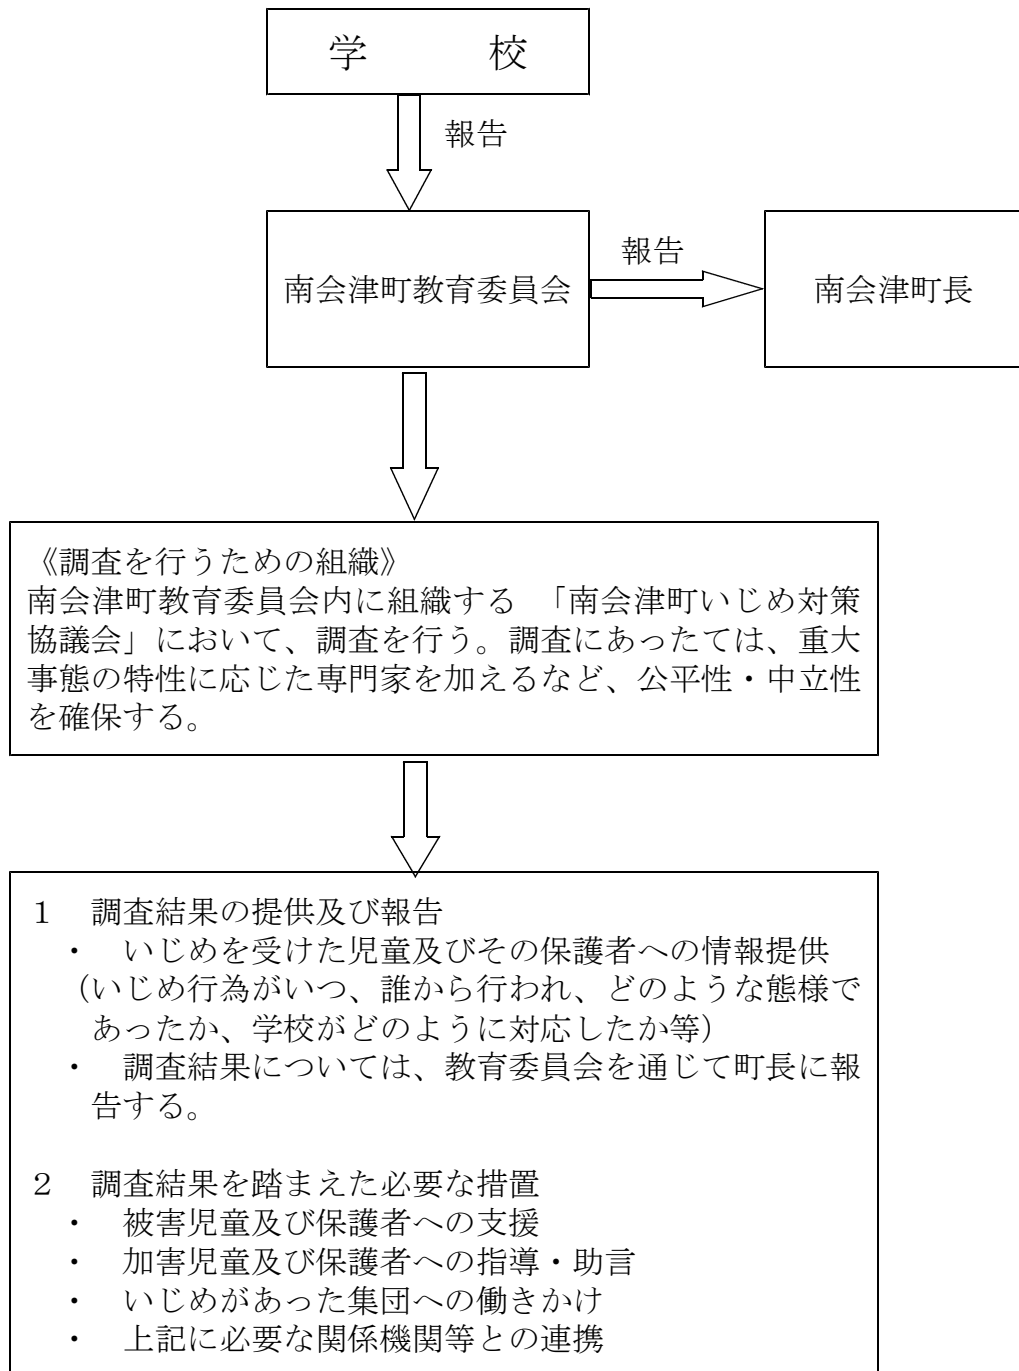 学　　校
報告
南会津町教育委員会
報告
南会津町長
《調査を行うための組織》
南会津町教育委員会内に組織する　「南会津町いじめ対策
協議会」において、調査を行う。調査にあったては、重大
事態の特性に応じた専門家を加えるなど、公平性・中立性
を確保する。
１　調査結果の提供及び報告
・　いじめを受けた児童及びその保護者への情報提供
（いじめ行為がいつ、誰から行われ、どのような態様で
あったか、学校がどのように対応したか等）
・　調査結果については、教育委員会を通じて町長に報
告する。
２　調査結果を踏まえた必要な措置
・　被害児童及び保護者への支援
・　加害児童及び保護者への指導・助言
・　いじめがあった集団への働きかけ
・　上記に必要な関係機関等との連携